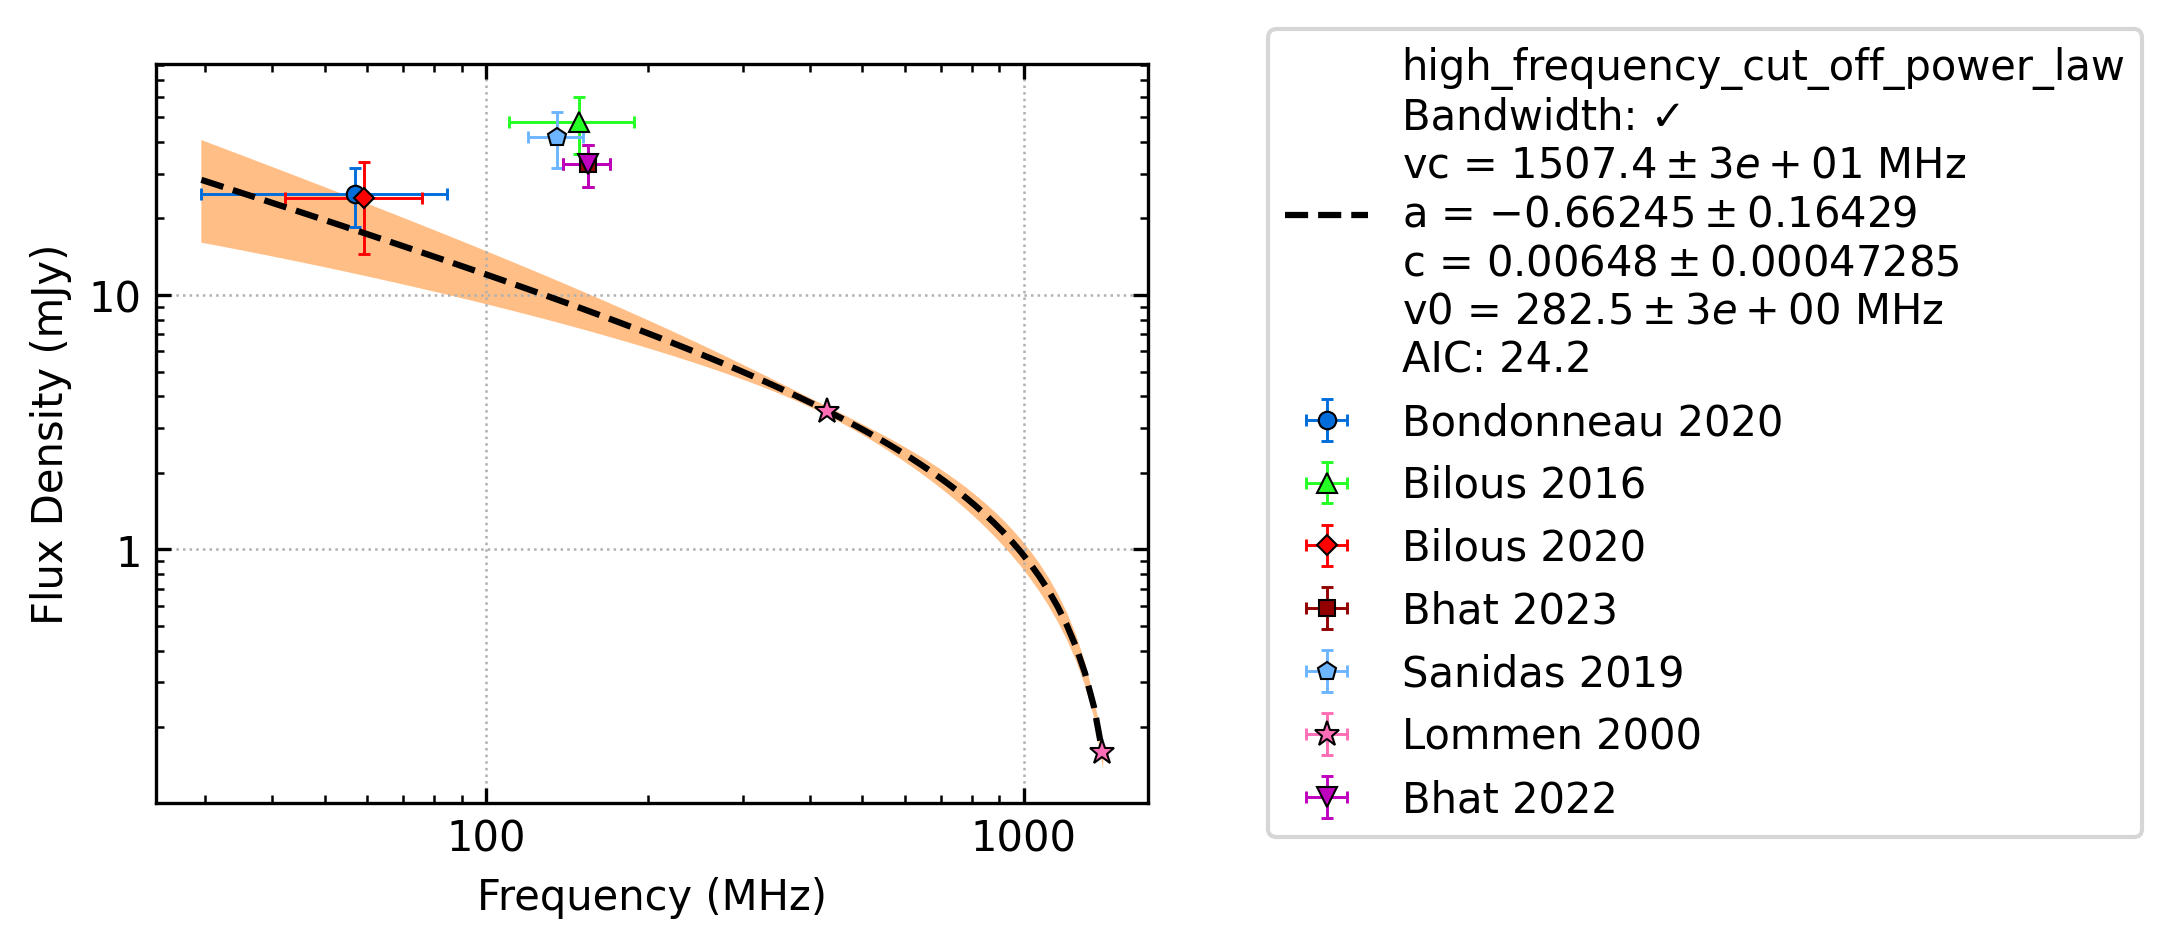 Flux Density (mJy)
10
1
100
1000
Frequency (MHz)
high_frequency_cut_off_power_law
Bandwidth: ✓
vc = 1507.4 ± 3e + 01 MHz
a = −0.66245 ± 0.16429
c = 0.00648 ± 0.00047285
v0 = 282.5 ± 3e + 00 MHz
AIC: 24.2
Bondonneau 2020
Bilous 2016
Bilous 2020
Bhat 2023
Sanidas 2019
Lommen 2000
Bhat 2022